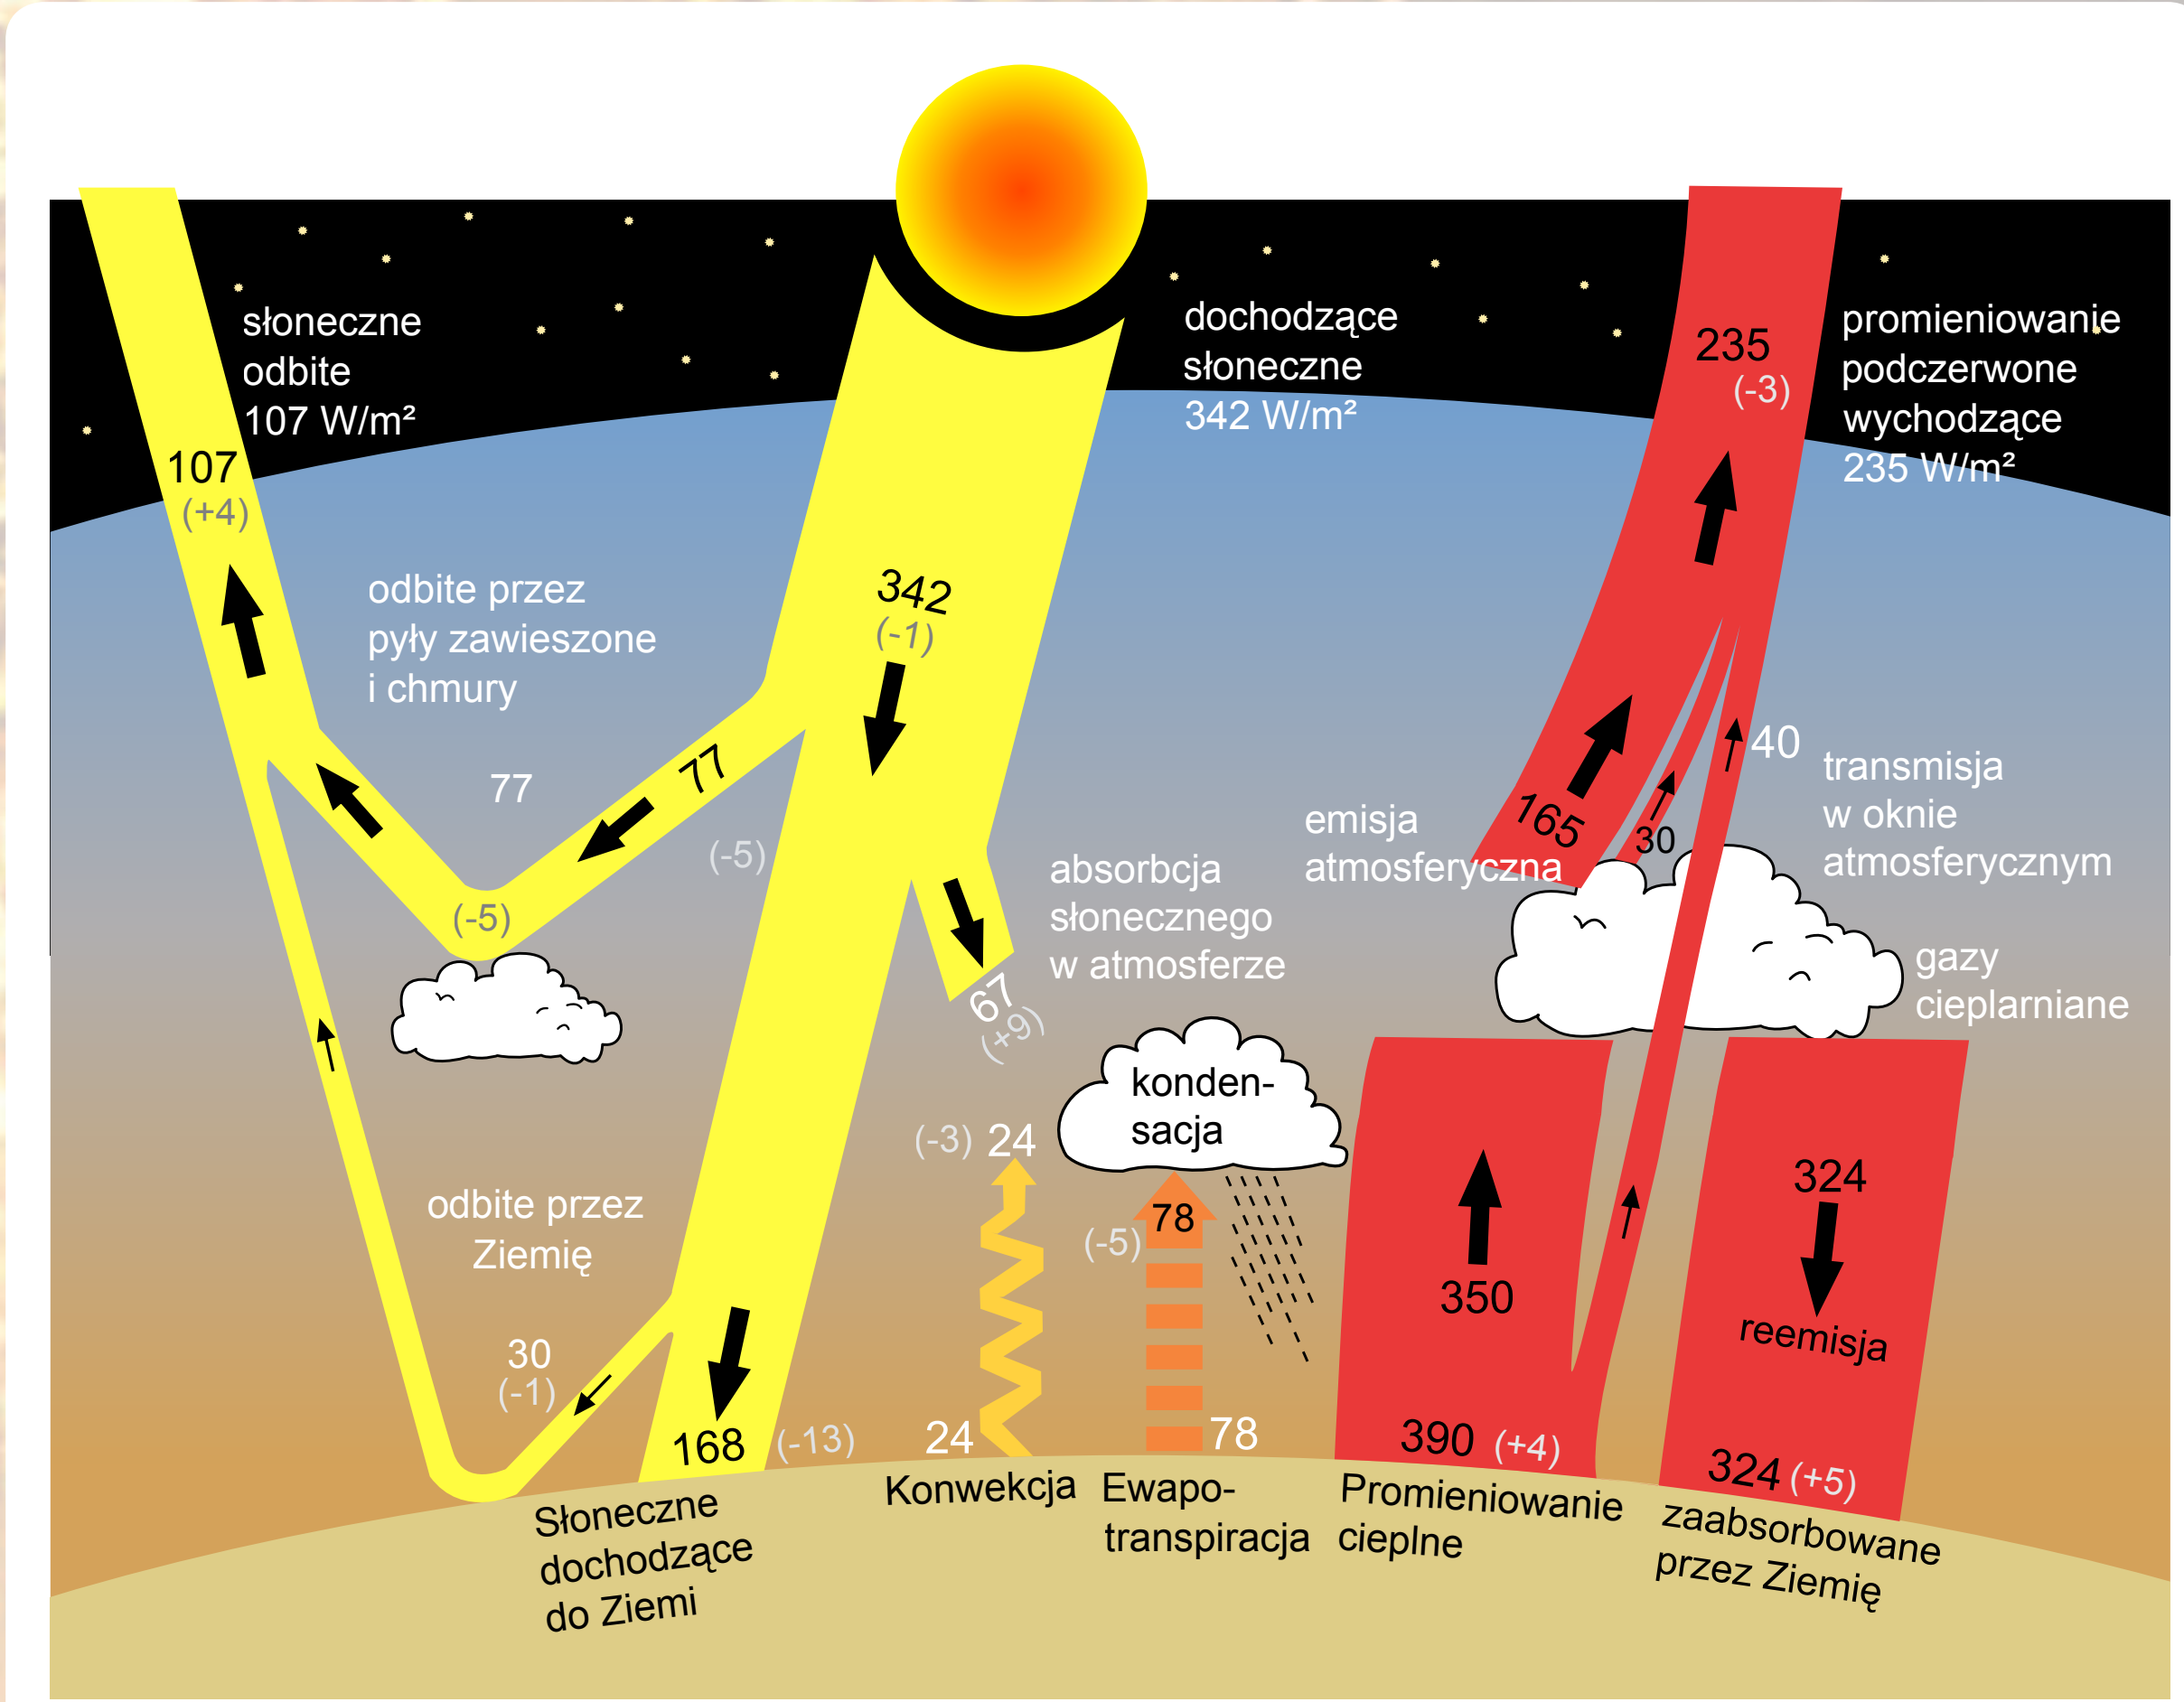 słoneczne
odbite
107 W/m²
107
(+4)
dochodzące
słoneczne
342 W/m²
235
(-3)
promieniowanie
podczerwone
wychodzące
235 W/m²
odbite przez
pyły zawieszone
i chmury
77
342
(-1)
77
(-5)
(-5)
absorbcja
słonecznego
w atmosferze
67
(+9)
emisja
atmosferyczna
165
30
40
transmisja
w oknie
atmosferycznym
gazy
cieplarniane
konden-
sacja
(-3) 24
78
(-5)
odbite przez
Ziemię
30
(-1)
168 (-13)
24
78
350
390 (+4)
324
reemisja
324 (+5)
Słoneczne
dochodzące
do Ziemi
Konwekcja
Ewapo-
transpiracja
Promieniowanie
cieplne
zaabsorbowane
przez Ziemię